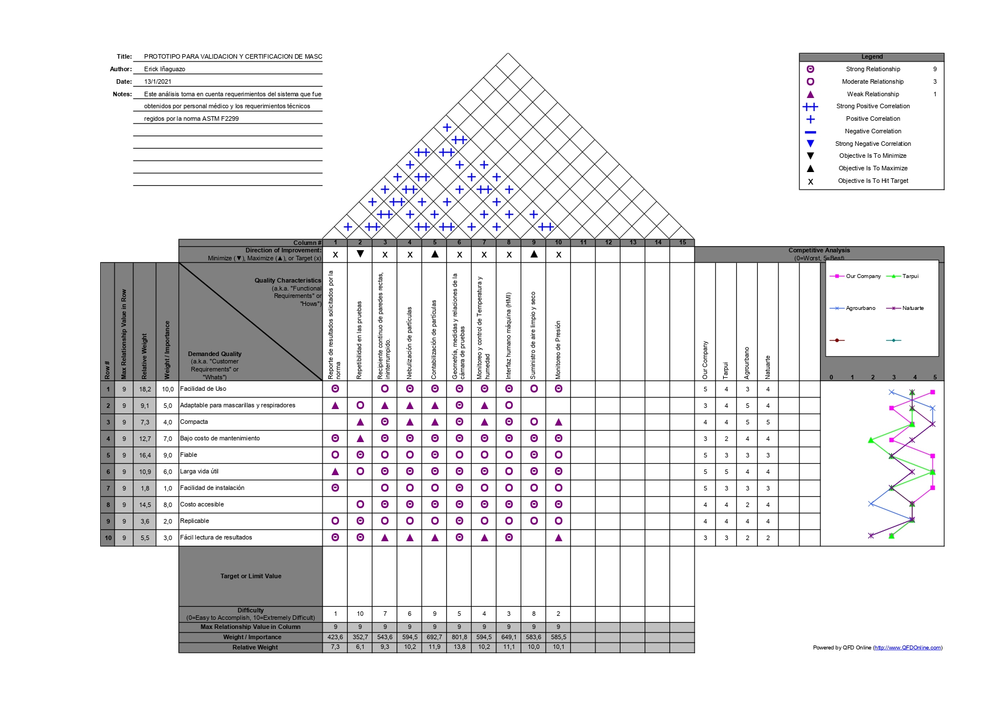 Title: PROTOTIPO PARA VALIDACION Y CERTIFICACION DE MASC
Author: Erick Iñaguazo
Date: 13/1/2021
Notes: Este análisis toma en cuenta requerimientos del sistema que fue
obtenidos por personal médico y los requerimientos técnicos
regidos por la norma ASTM F2299
Legend
Strong Relationship 9
Moderate Relationship 3
Weak Relationship 1
Strong Positive Correlation
Positive Correlation
Negative Correlation
Strong Negative Correlation
Objective Is To Minimize
Objective Is To Maximize
X Objective Is To Hit Target
Column # 1 2 3 4 5 6 7 8 9 10 11 12 13 14 15
Direction of Improvement:
Minimize (▼), Maximize (▲), or Target (x)
X ▼ X X ▲ X X X ▲ X
Competitive Analysis
(0=Worst, 5=Best)
Row #
Max Relationship Value in Row
Relative Weight
Weight / Importance
Quality Characteristics
(a.k.a. "Functional
Requirements" or
"Hows")
Demanded Quality
(a.k.a. "Customer
Requirements" or
"Whats")
Reporte de resultados solicitados por la
norma
Repetibilidad en las pruebas
Recipiente continuo de paredes rectas,
ininterrumpido.
Nebulización de partículas
Contabilización de partículas
Geometría, medidas y relaciones de la
cámara de pruebas
Monitoreo y control de Temperatura y
humedad
Interfaz humano máquina (HMI)
Suministro de aire limpio y seco
Monitoreo de Presión
Our Company
Tarpui
Agrourbano
Natuarte
Our Company Tarpui
Agrourbano Natuarte
0 1 2 3 4 5
1 9 18,2 10,0 Facilidad de Uso 5 4 3 4
2 9 9,1 5,0 Adaptable para mascarillas y respiradores 3 4 5 4
3 9 7,3 4,0 Compacta 4 4 5 5
4 9 12,7 7,0 Bajo costo de mantenimiento 3 2 4 4
5 9 16,4 9,0 Fiable 5 3 3 3
6 9 10,9 6,0 Larga vida útil 5 5 4 4
7 9 1,8 1,0 Facilidad de instalación 5 3 3 3
8 9 14,5 8,0 Costo accesible 4 4 2 4
9 9 3,6 2,0 Replicable 4 4 4 4
10 9 5,5 3,0 Fácil lectura de resultados 3 3 2 2
Target or Limit Value
Difficulty
(0=Easy to Accomplish, 10=Extremely Difficult)
1 10 7 6 9 5 4 3 8 2
Max Relationship Value in Column 9 9 9 9 9 9 9 9 9 9
Weight / Importance 423,6 352,7 543,6 594,5 692,7 801,8 594,5 649,1 583,6 585,5
Relative Weight 7,3 6,1 9,3 10,2 11,9 13,8 10,2 11,1 10,0 10,1
Powered by QFD Online (http://www.QFDOnline.com)